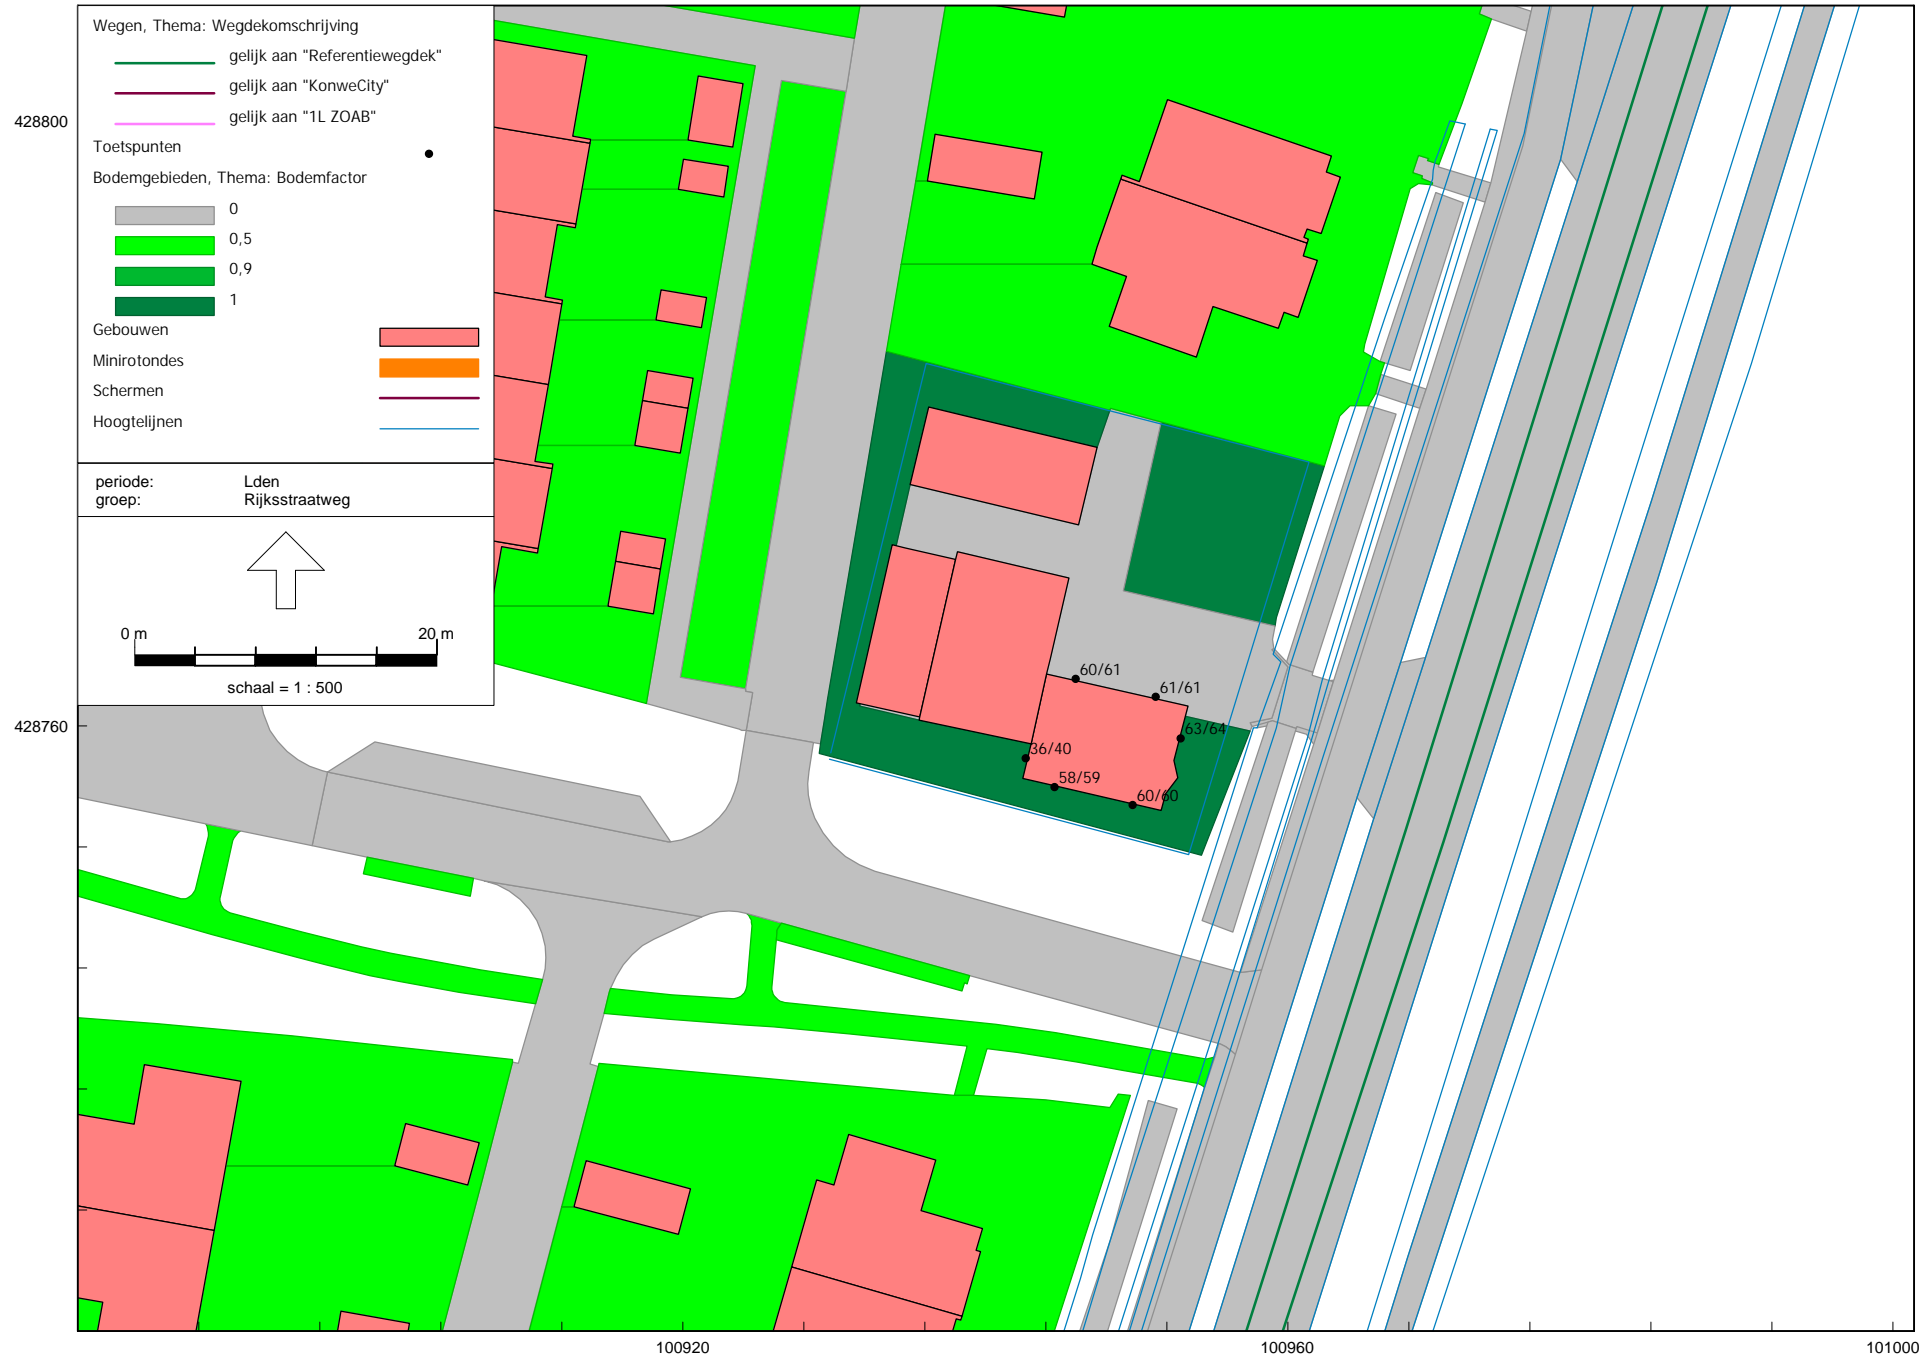 Wegen, Thema: Wegdekomschrijving
gelijk aan "Referentiewegdek"
gelijk aan "KonweCity"
gelijk aan "1L ZOAB"
Toetspunten
Bodemgebieden, Thema: Bodemfactor
0
0,5
0,9
1
Gebouwen
Minirotondes
Schermen
Hoogtelijnen
periode: Lden
groep: Rijksstraatweg
0 m 20 m
schaal = 1 : 500
428800
428760
60/61
61/61
63/64
36/40
58/59
60/60
100920
100960
101000